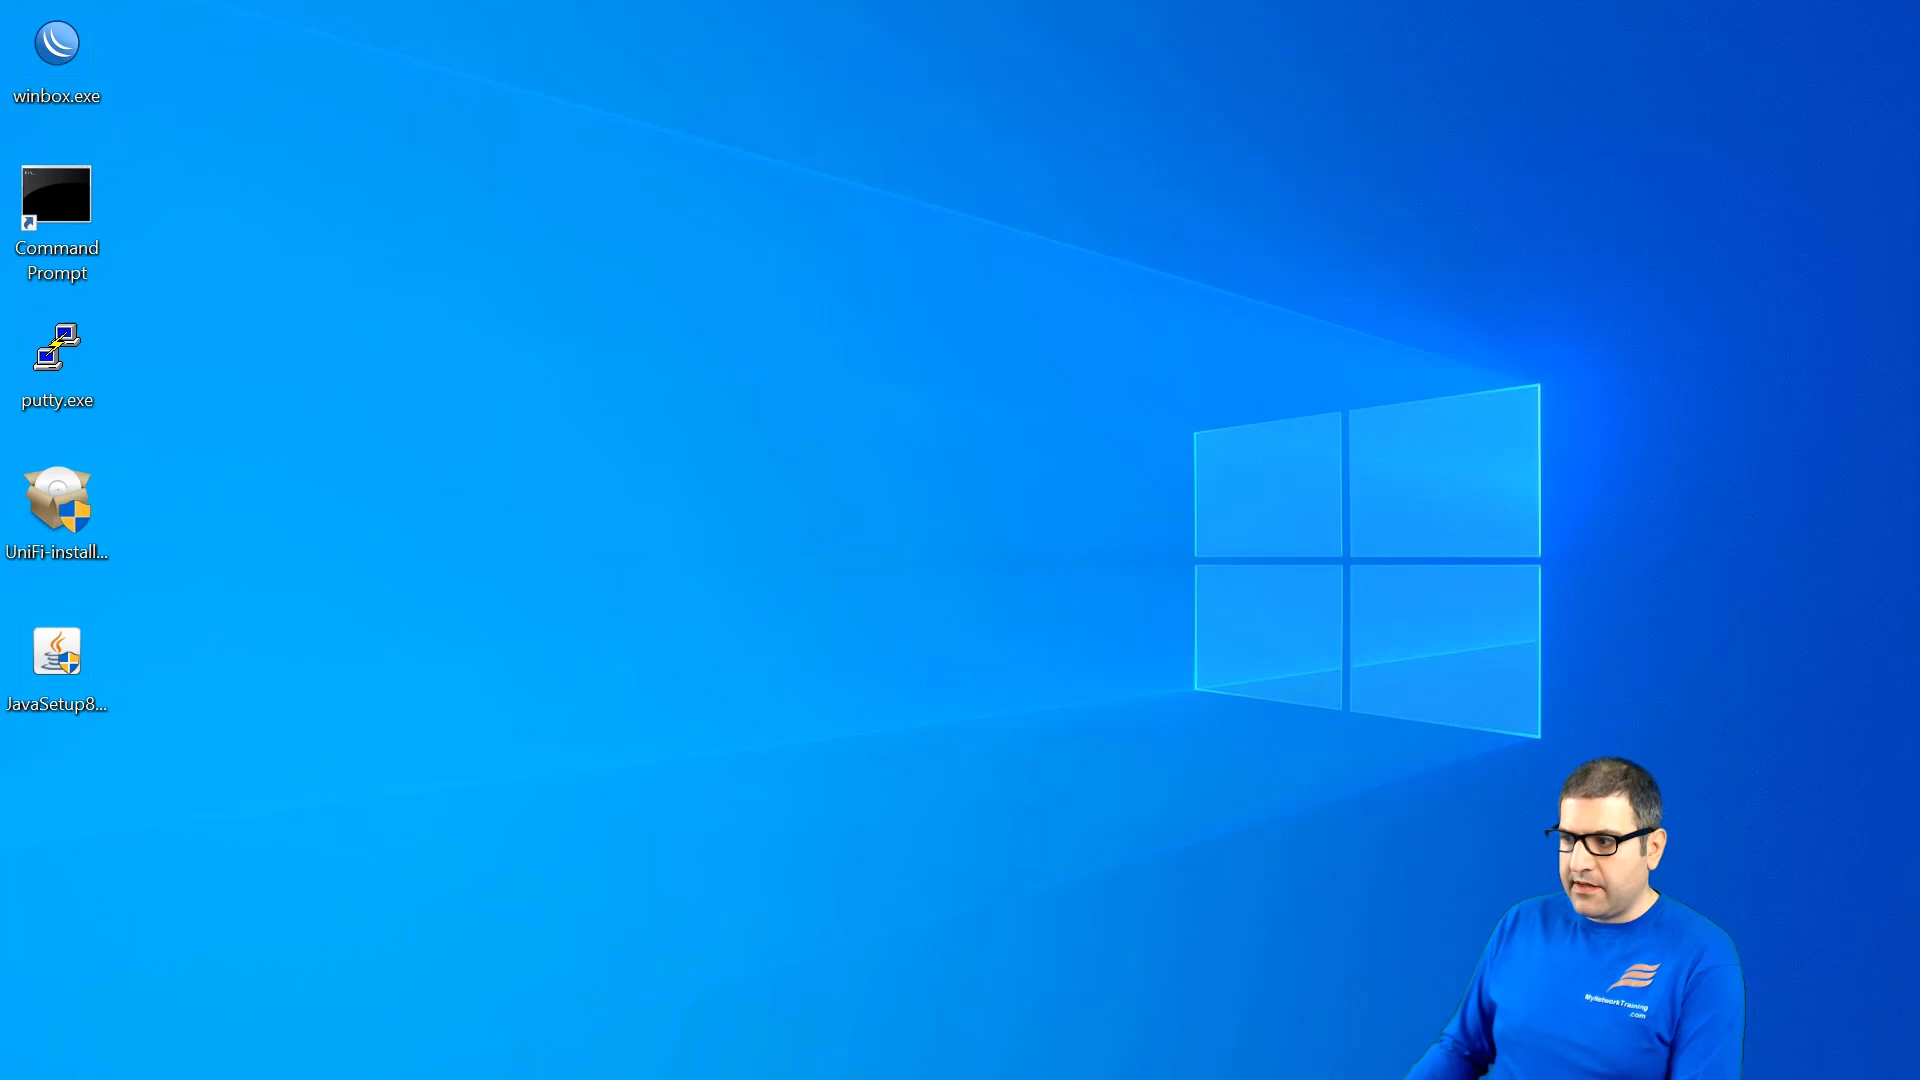 winbox.exe
Command
Prompt
putty.exe
UniFi-install...
JavaSetup8...
MyNetworkTraining
.com